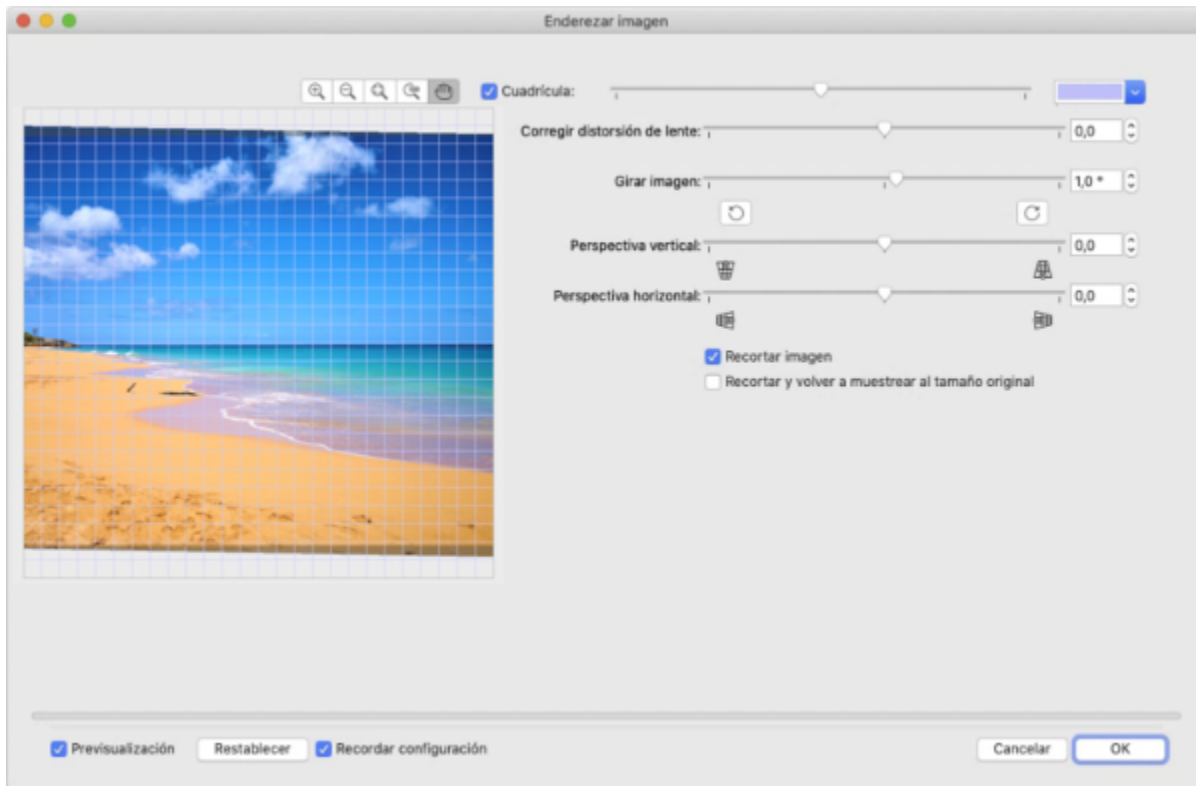 Enderezar imagen
Cuadrícula:
Corregir distorsión de lente: 0,0
Girar imagen: 1,0 °
Perspectiva vertical: 0,0
Perspectiva horizontal: 0,0
Recortar imagen
Recortar y volver a muestrear al tamaño original
Previsualización Restablecer Recordar configuración Cancelar OK